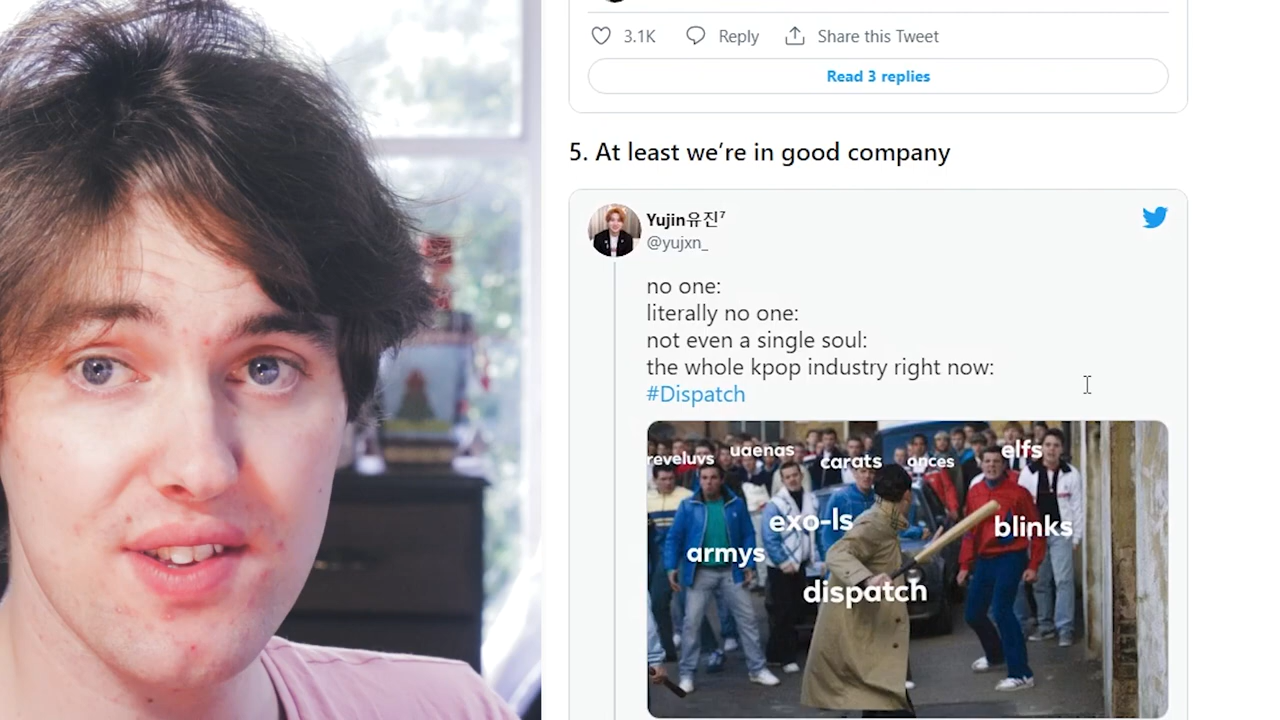 3.1K Reply Share this Tweet
Read 3 replies
5. At least we're in good company
Yujin유진⁷
@yujxn_
no one:
literally no one:
not even a single soul:
the whole kpop industry right now:
#Dispatch
reveluvs uaenas carats onces elfs
exo-ls blinks
armys
dispatch